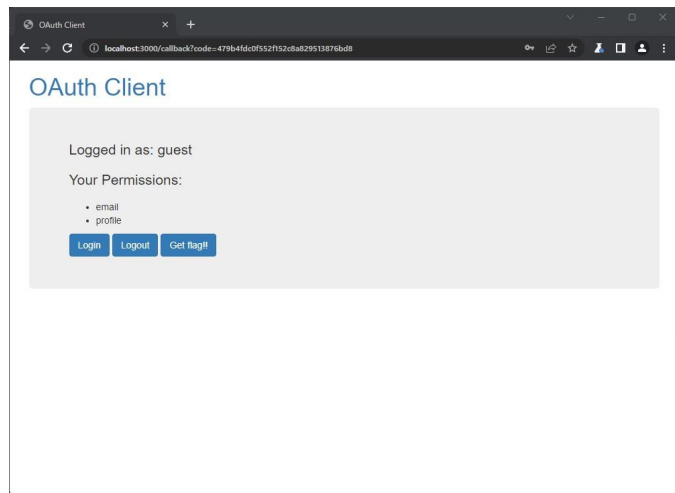 OAuth Client
localhost:3000/callback?code=479b4fdc0f552f152c8a829513876bd8
OAuth Client
Logged in as: guest
Your Permissions:
email
profile
Login Logout Get flag!!